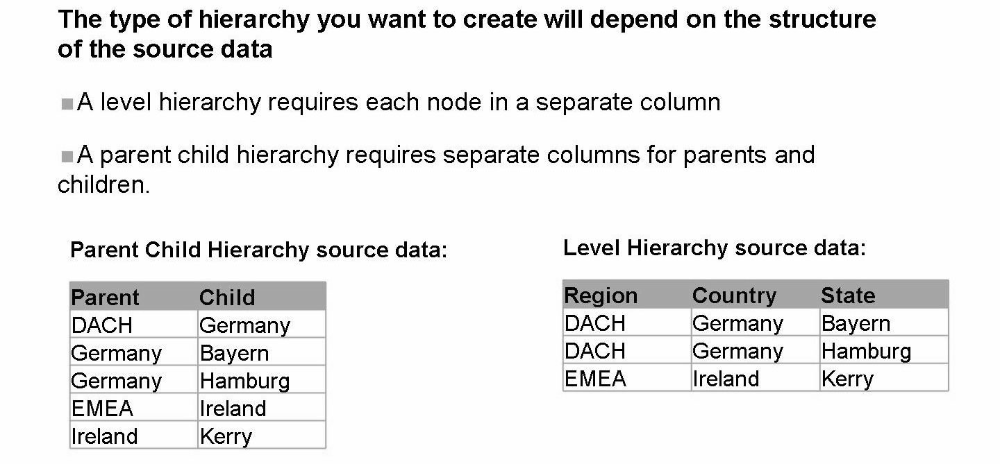 The type of hierarchy you want to create will depend on the structure
of the source data
■A level hierarchy requires each node in a separate column
■A parent child hierarchy requires separate columns for parents and
children.
Parent Child Hierarchy source data:
Parent Child
DACH Germany
Germany Bayern
Germany Hamburg
EMEA Ireland
Ireland Kerry
Level Hierarchy source data:
Region Country State
DACH Germany Bayern
DACH Germany Hamburg
EMEA Ireland Kerry